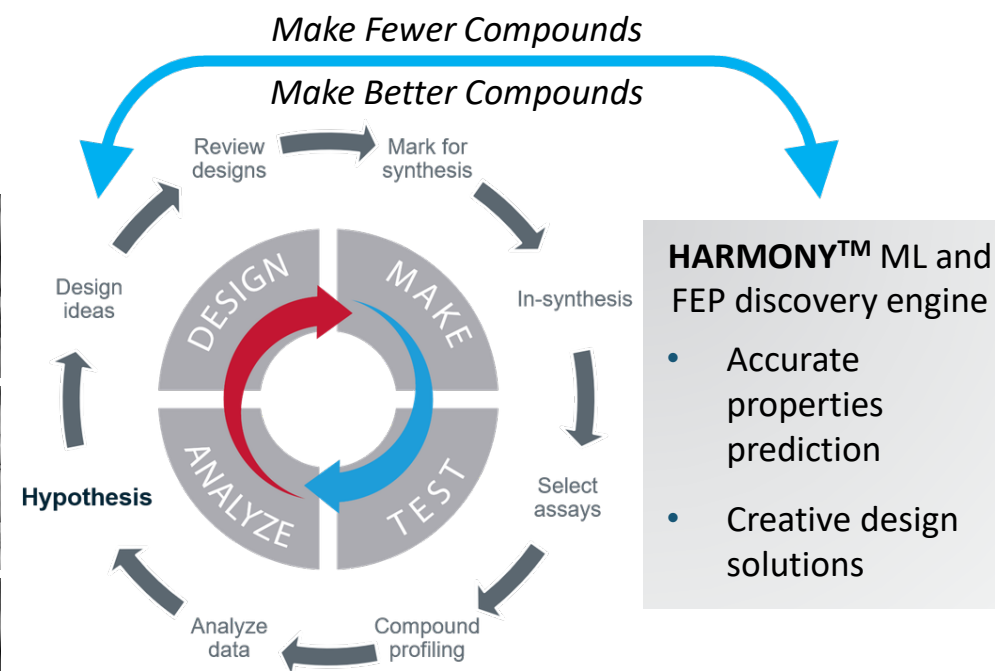 Make Fewer Compounds
Make Better Compounds
Review
designs
Mark for
synthesis
Design
ideas
In-synthesis
DESIGN
MAKE
ANALYZE
TEST
Hypothesis
Select
assays
Analyze
data
Compound
profiling
HARMONY™ ML and
FEP discovery engine
• Accurate
properties
prediction
• Creative design
solutions